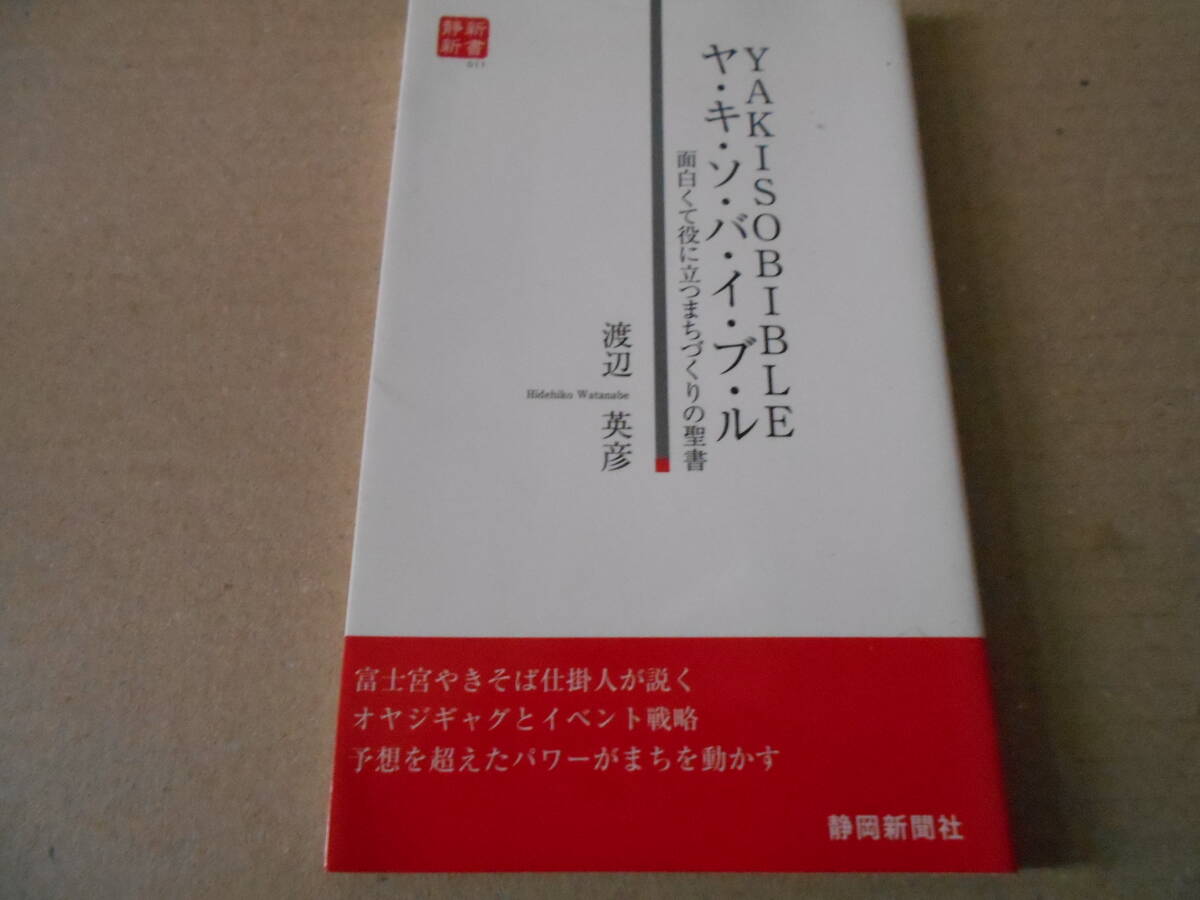 静新
新書
011
YAKISOBIBLE
ヤ・キ・ソ・バ・イ・ブ・ル
面白くて役に立つまちづくりの聖書
渡辺 英彦
Hidehiko Watanabe
富士宮やきそば仕掛人が説く
オヤジギャグとイベント戦略
予想を超えたパワーがまちを動かす
静岡新聞社